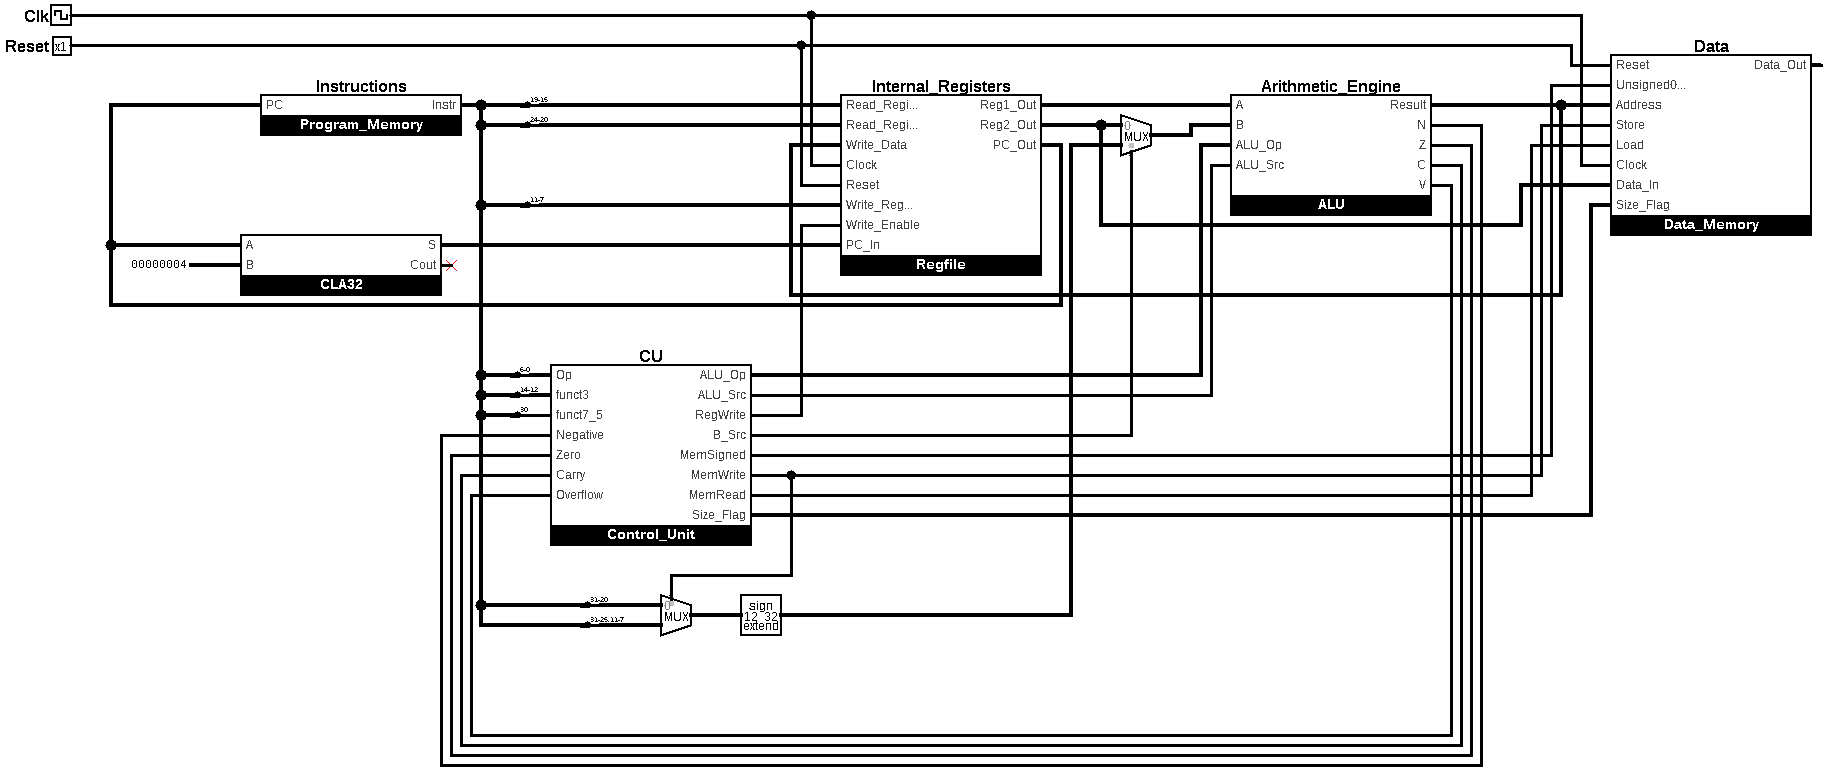 Clk
Reset x1
Instructions
PC Instr
Program_Memory
A S
00000004 B Cout
CLA32
19-15
24-20
11-7
Internal_Registers
Read_Regi... Reg1_Out
Read_Regi... Reg2_Out
Write_Data PC_Out
Clock
Reset
Write_Reg...
Write_Enable
PC_In
Regfile
0
MUX
Arithmetic_Engine
A Result
B N
ALU_Op Z
ALU_Src C
V
ALU
Data
Reset Data_Out
Unsigned0...
Address
Store
Load
Clock
Data_In
Size_Flag
Data_Memory
CU
6-0 Op ALU_Op
14-12 funct3 ALU_Src
30 funct7_5 RegWrite
Negative B_Src
Zero MemSigned
Carry MemWrite
Overflow MemRead
Size_Flag
Control_Unit
31-20
31-25,11-7
0
MUX
sign
12 32
extend